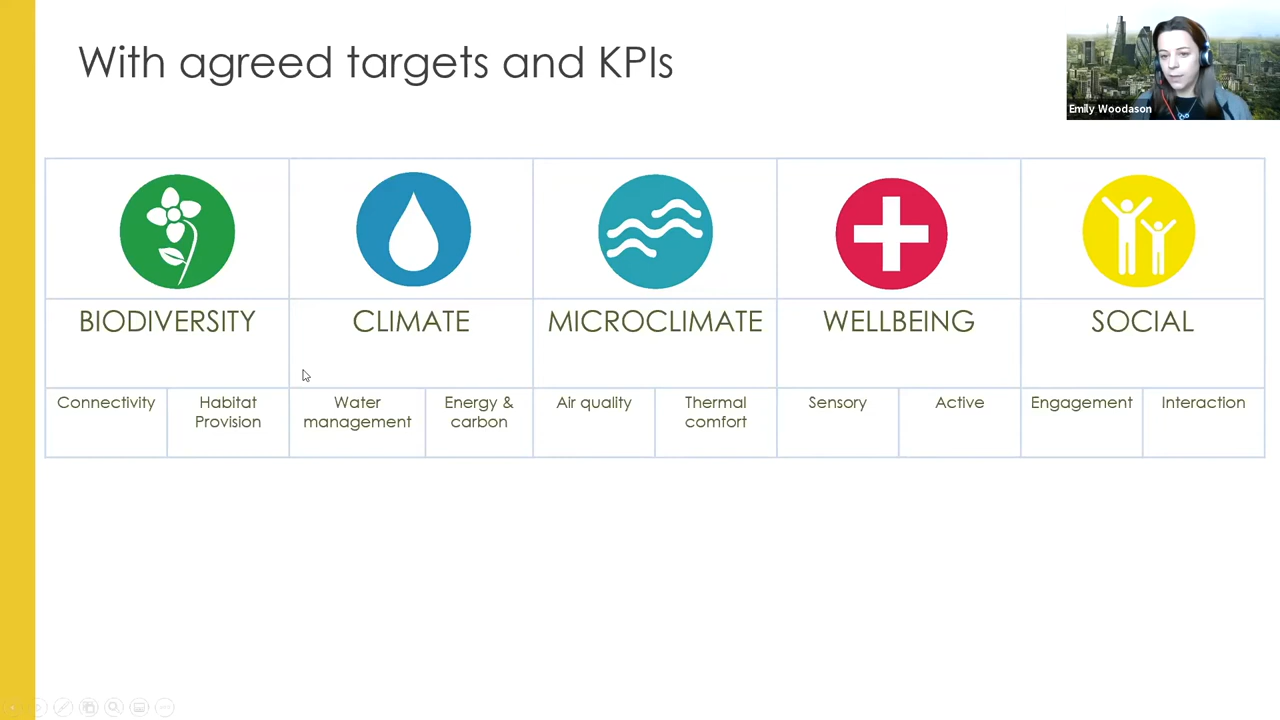 With agreed targets and KPIs
Emily Woodason
BIODIVERSITY
CLIMATE
MICROCLIMATE
WELLBEING
SOCIAL
Connectivity
Habitat
Provision
Water
management
Energy &
carbon
Air quality
Thermal
comfort
Sensory
Active
Engagement
Interaction